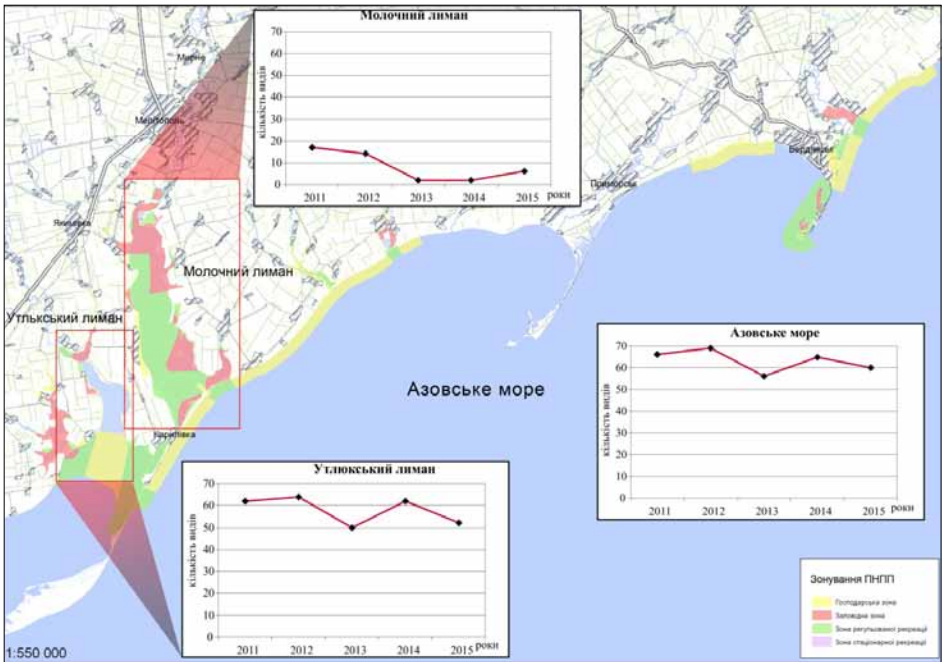 Молочний лиман
кількість видів
70
60
50
40
30
20
10
0
2011 2012 2013 2014 2015 роки
Мирне
Мелітополь
Якимівка
Молочний лиман
Утлькський лиман
Кирилівка
Приморськ
Бердянськ
Азовське море
Азовське море
кількість видів
70
60
50
40
30
20
10
0
2011 2012 2013 2014 2015 роки
Утлюкський лиман
кількість видів
70
60
50
40
30
20
10
0
2011 2012 2013 2014 2015 роки
Зонування ПНПП
Господарська зона
Заповідна зона
Зона регульованої рекреації
Зона стаціонарної рекреації
1:550 000